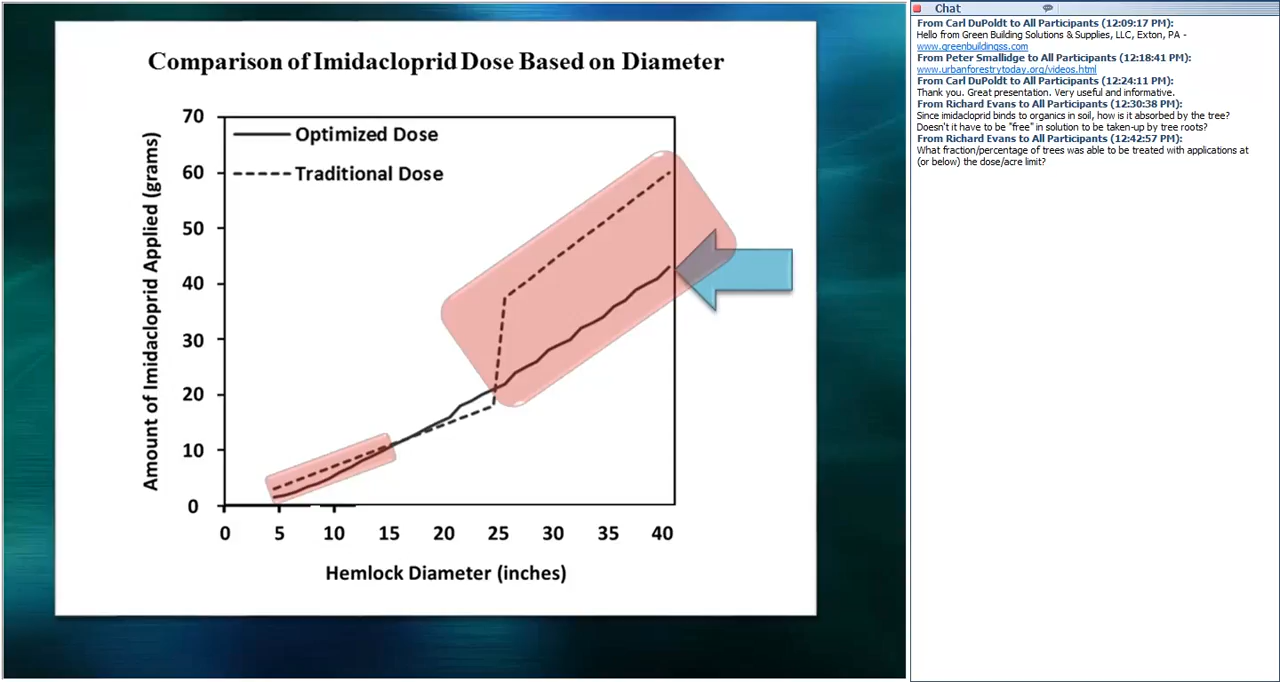 Comparison of Imidacloprid Dose Based on Diameter
Optimized Dose
Traditional Dose
Amount of Imidacloprid Applied (grams)
70
60
50
40
30
20
10
0
0 5 10 15 20 25 30 35 40
Hemlock Diameter (inches)
Chat
From Carl DuPoldt to All Participants (12:09:17 PM):
Hello from Green Building Solutions & Supplies, LLC, Exton, PA -
www.greenbuildingss.com
From Peter Smallidge to All Participants (12:18:41 PM):
www.urbanforestrytoday.org/videos.html
From Carl DuPoldt to All Participants (12:24:11 PM):
Thank you. Great presentation. Very useful and informative.
From Richard Evans to All Participants (12:30:38 PM):
Since imidacloprid binds to organics in soil, how is it absorbed by the tree?
Doesn't it have to be "free" in solution to be taken-up by tree roots?
From Richard Evans to All Participants (12:42:57 PM):
What fraction/percentage of trees was able to be treated with applications at
(or below) the dose/acre limit?